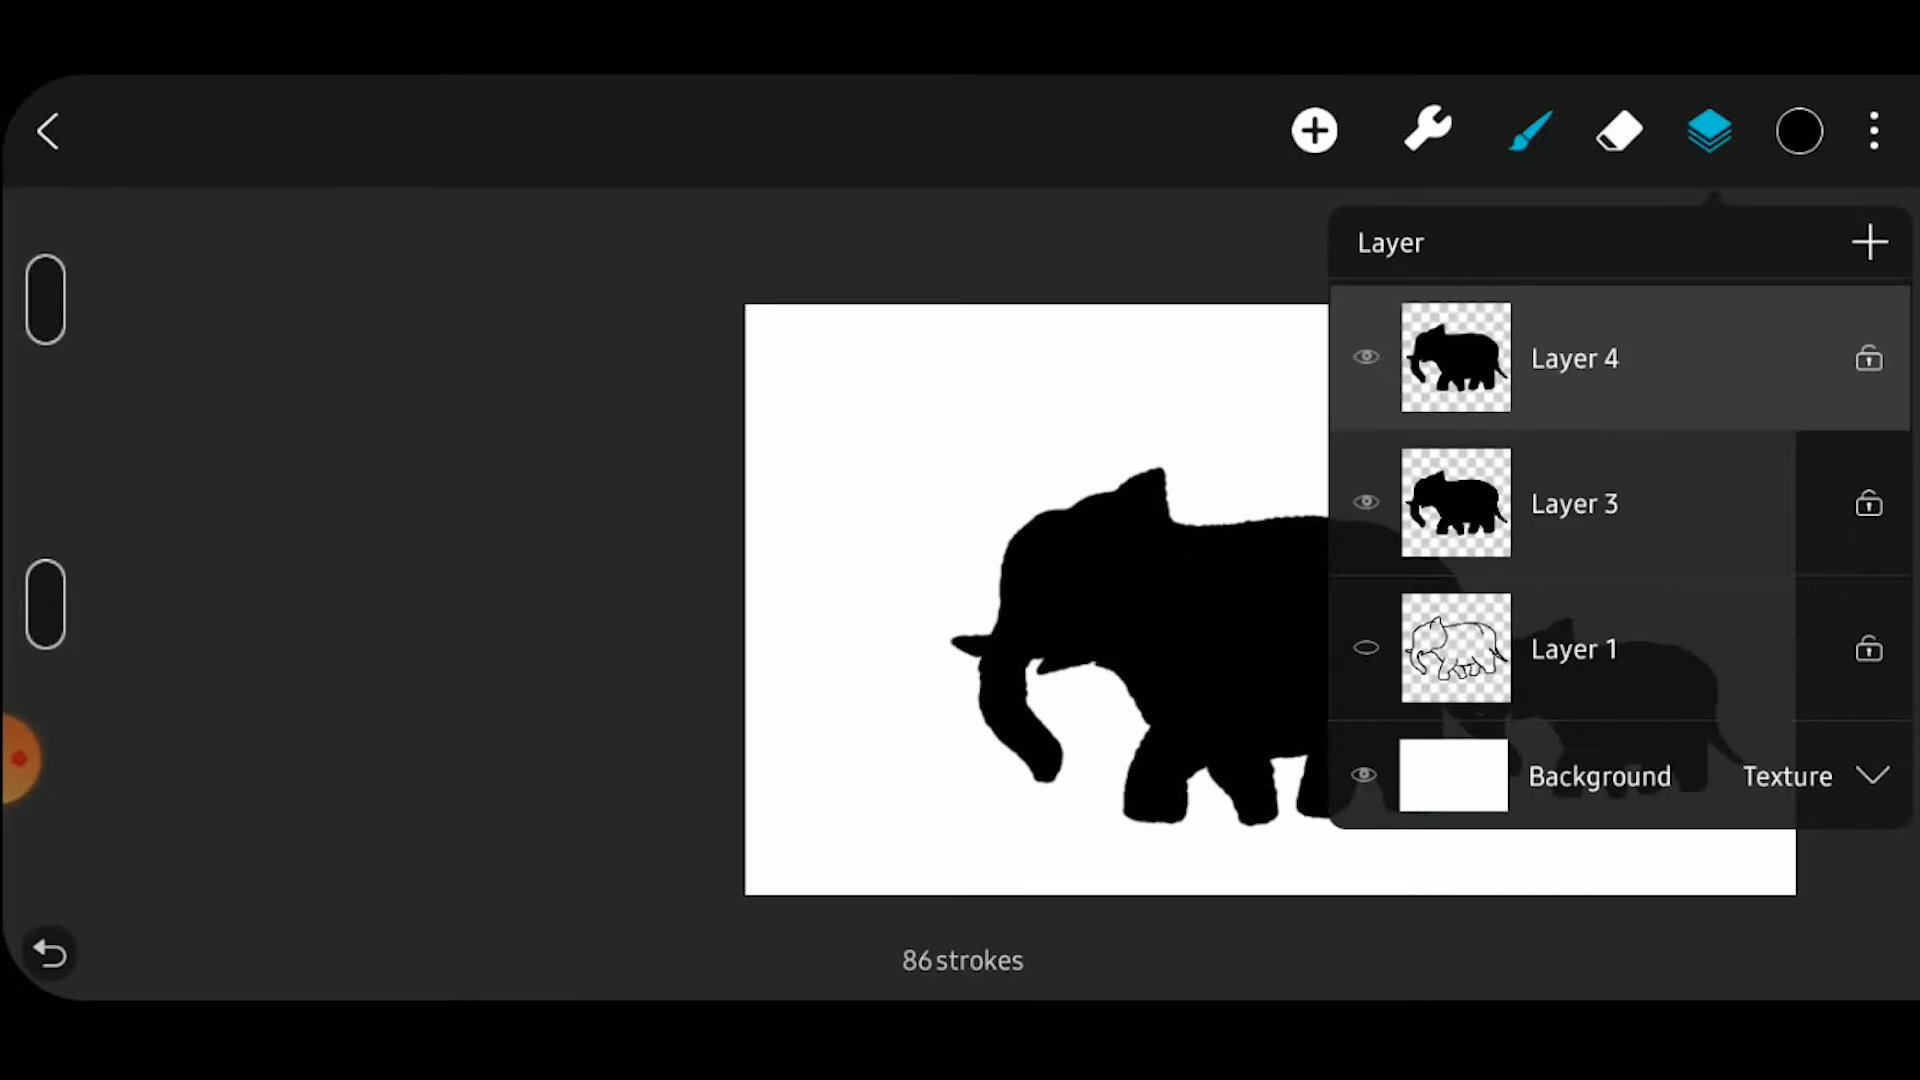 Layer
Layer 4
Layer 3
Layer 1
Background Texture
86 strokes